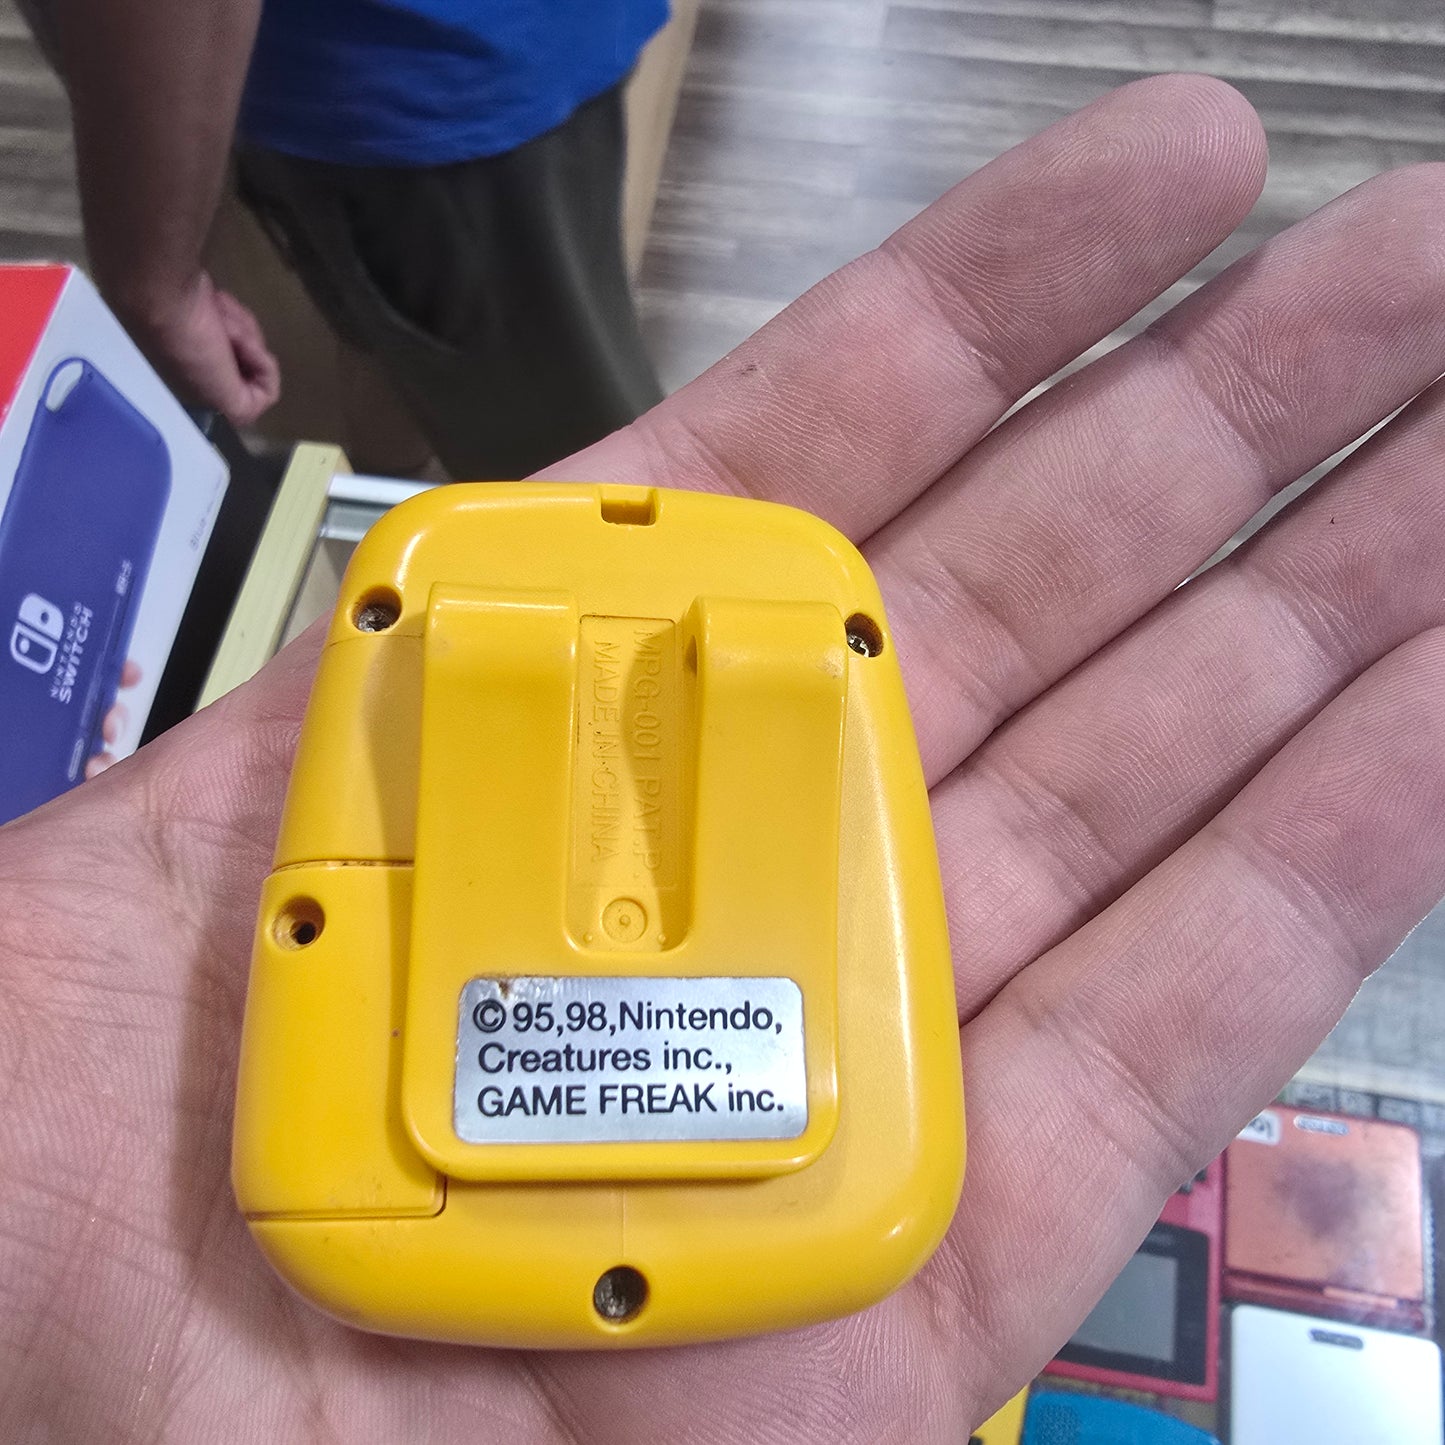 MPG-001 PAT.P.
MADE IN CHINA
© 95,98,Nintendo,
Creatures inc.,
GAME FREAK inc.
NINTENDO
SWITCH